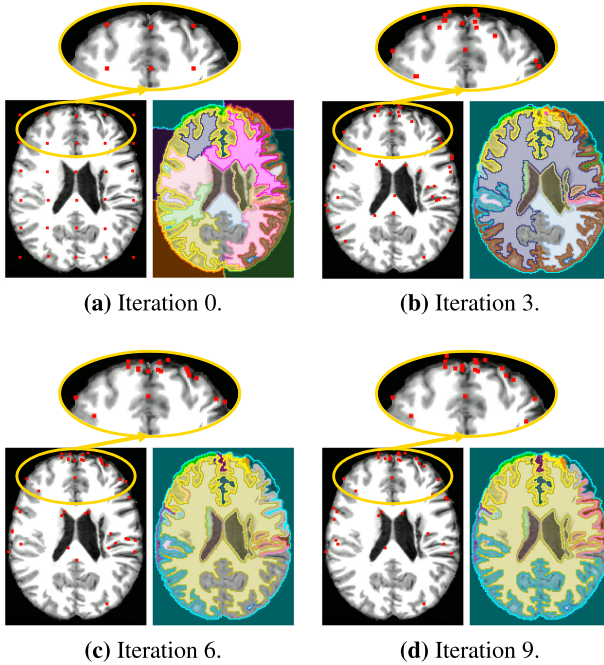 (a) Iteration 0.
(b) Iteration 3.
(c) Iteration 6.
(d) Iteration 9.